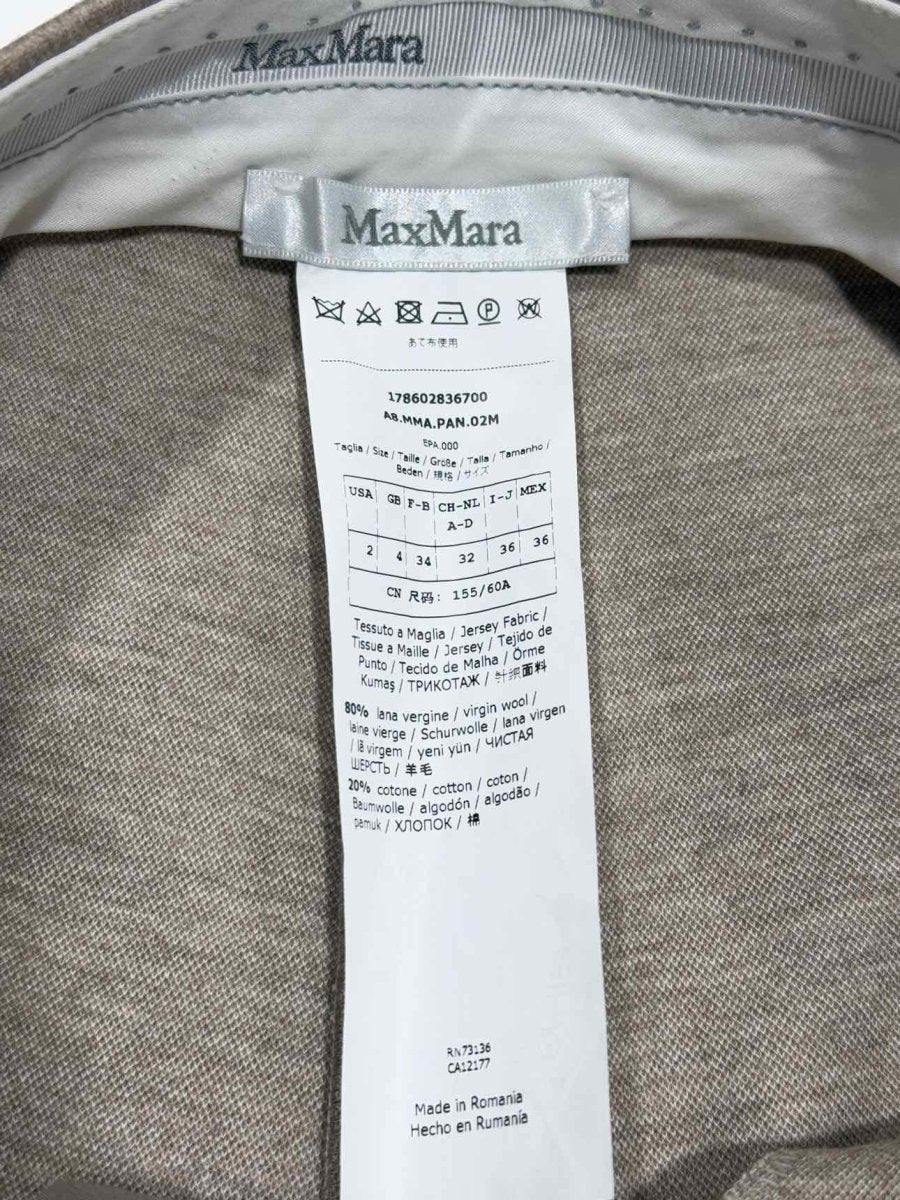 MaxMara
MaxMara
P
W
あて布使用
178602836700
AB.MMA.PAN.02M
EPA.000
Taglia / Size / Taille / Größe / Talla / Tamanho /
Beden / 規格 / サイズ
USA GB F-B CH-NL I-J MEX
A-D
2 4 34 32 36 36
CN 尺码: 155/60A
Tessuto a Maglia / Jersey Fabric /
Tissue a Maille / Jersey / Tejido de
Punto / Tecido de Malha / Örme
Kumaş / ТРИКОТАЖ / 针织面料
80% lana vergine / virgin wool /
laine vierge / Schurwolle / lana virgen
/ lã virgem / yeni yün / ЧИСТАЯ
ШЕРСТЬ / 羊毛
20% cotone / cotton / coton /
Baumwolle / algodón / algodão /
pamuk / ХЛОПОК / 棉
RN73136
CA12177
Made in Romania
Hecho en Rumanía